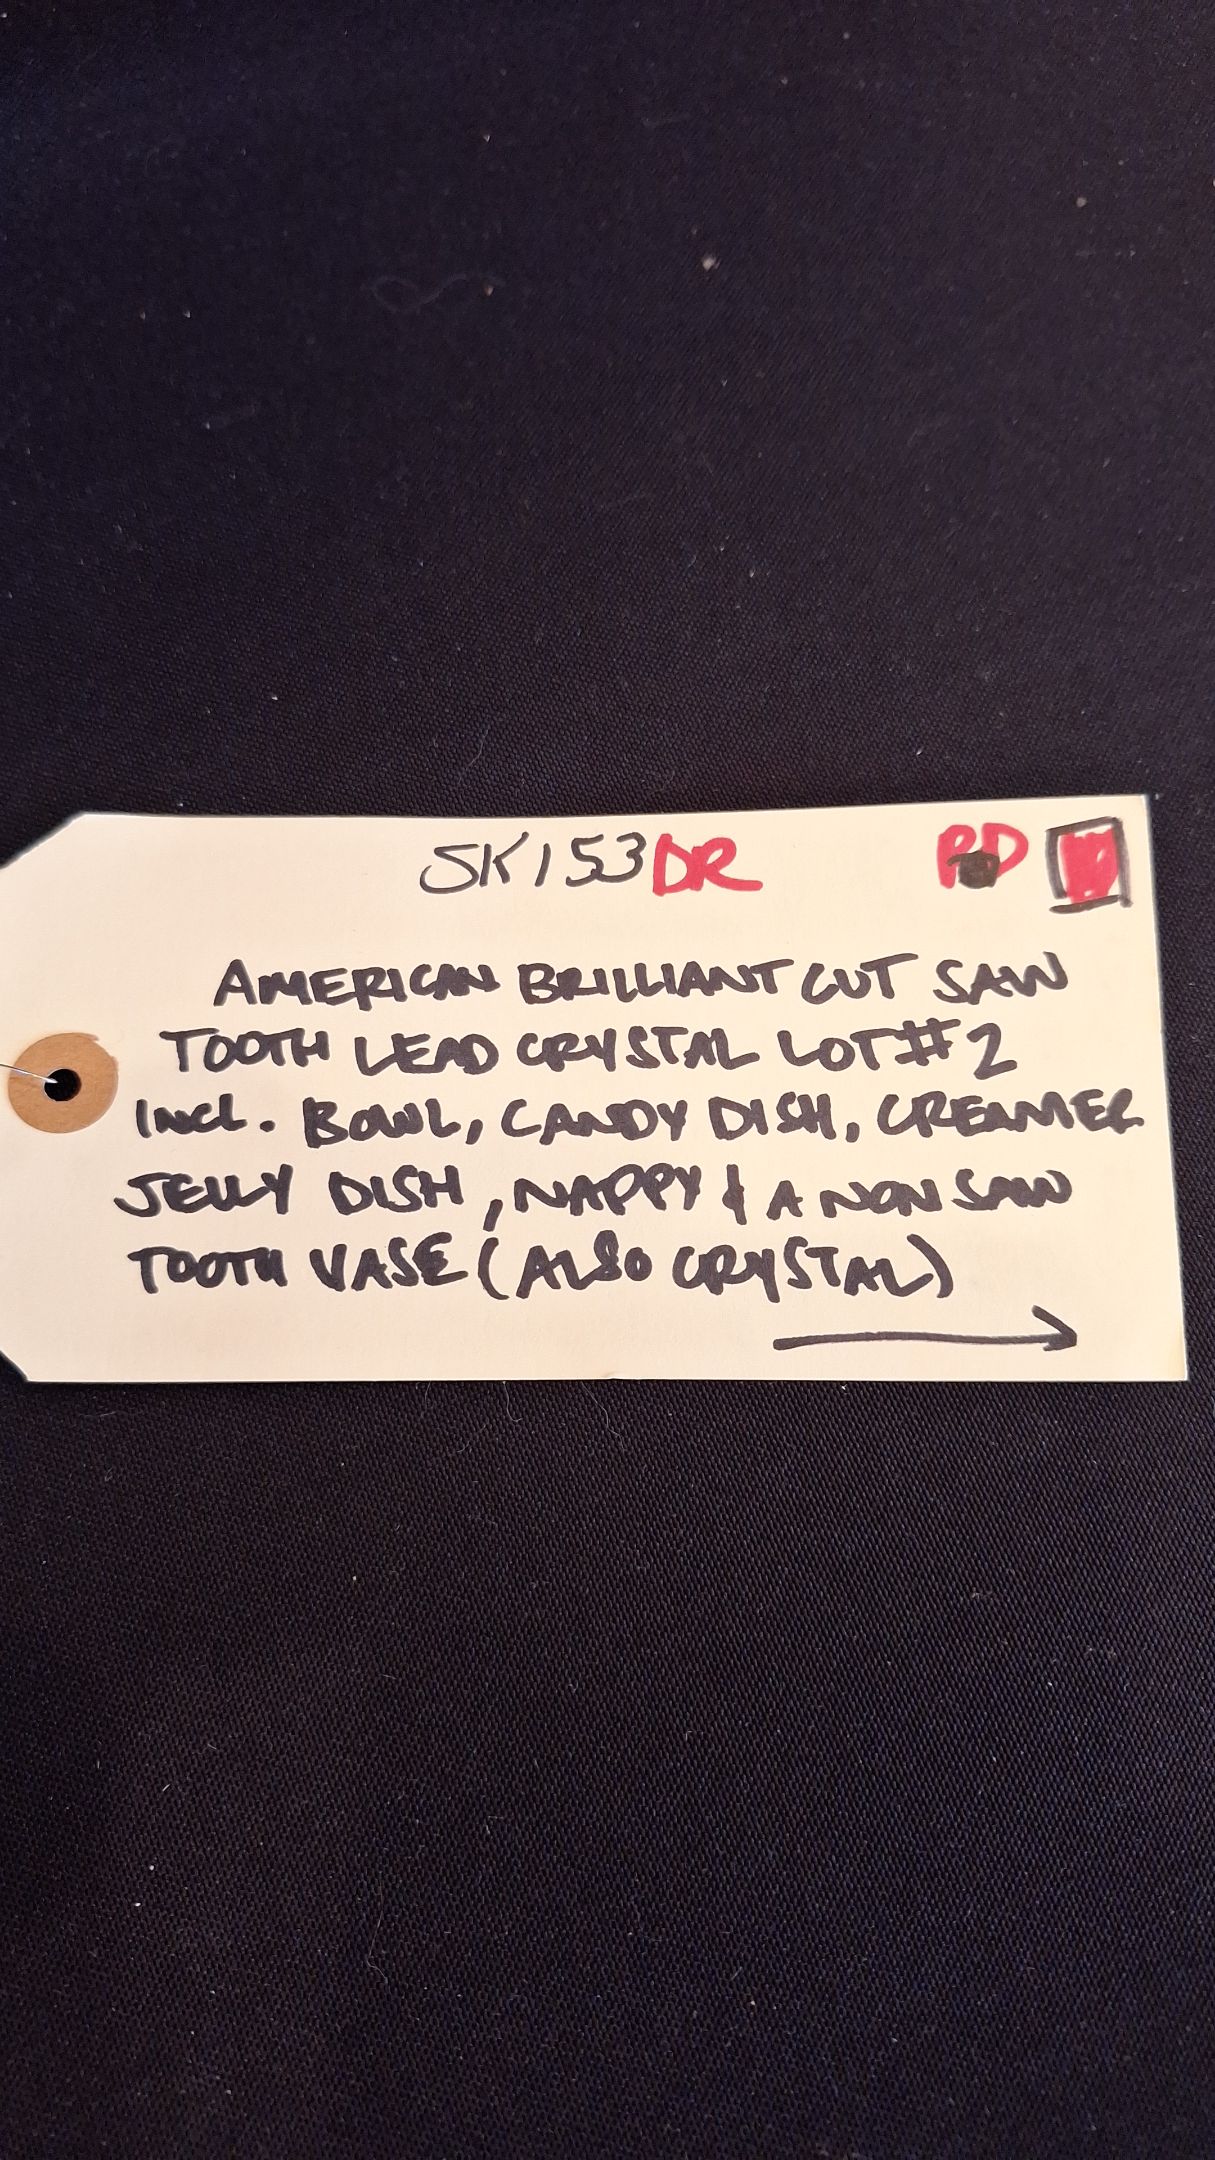 SK153DR
AMERICAN BRILLIANT CUT SAW
TOOTH LEAD CRYSTAL LOT #2
INCL. BOWL, CANDY DISH, CREAMER
JELLY DISH, NAPPY & A NON SAW
TOOTH VASE (ALSO CRYSTAL)